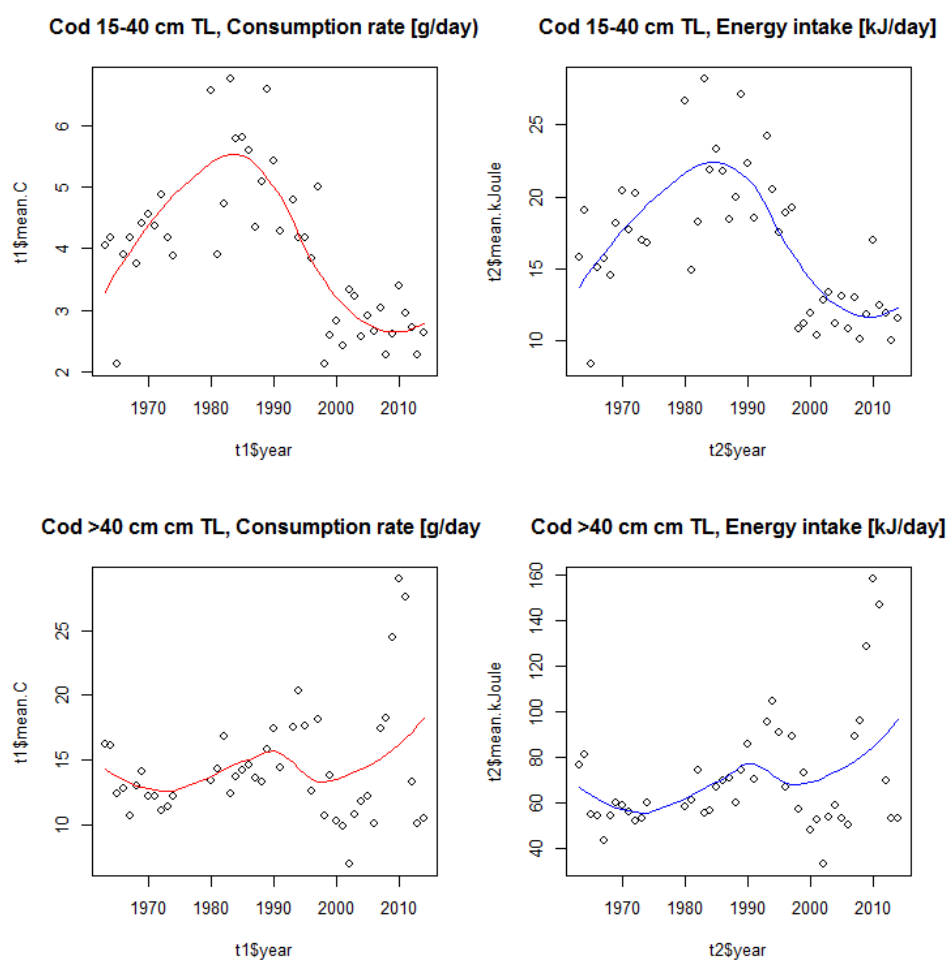 Cod 15-40 cm TL, Consumption rate [g/day)
t1$mean.C
6
5
4
3
2
1970 1980 1990 2000 2010
t1$year
Cod 15-40 cm TL, Energy intake [kJ/day]
t2$mean.kJoule
25
20
15
10
1970 1980 1990 2000 2010
t2$year
Cod >40 cm cm TL, Consumption rate [g/day
t1$mean.C
25
20
15
10
1970 1980 1990 2000 2010
t1$year
Cod >40 cm cm TL, Energy intake [kJ/day]
t2$mean.kJoule
160
140
120
100
80
60
40
1970 1980 1990 2000 2010
t2$year